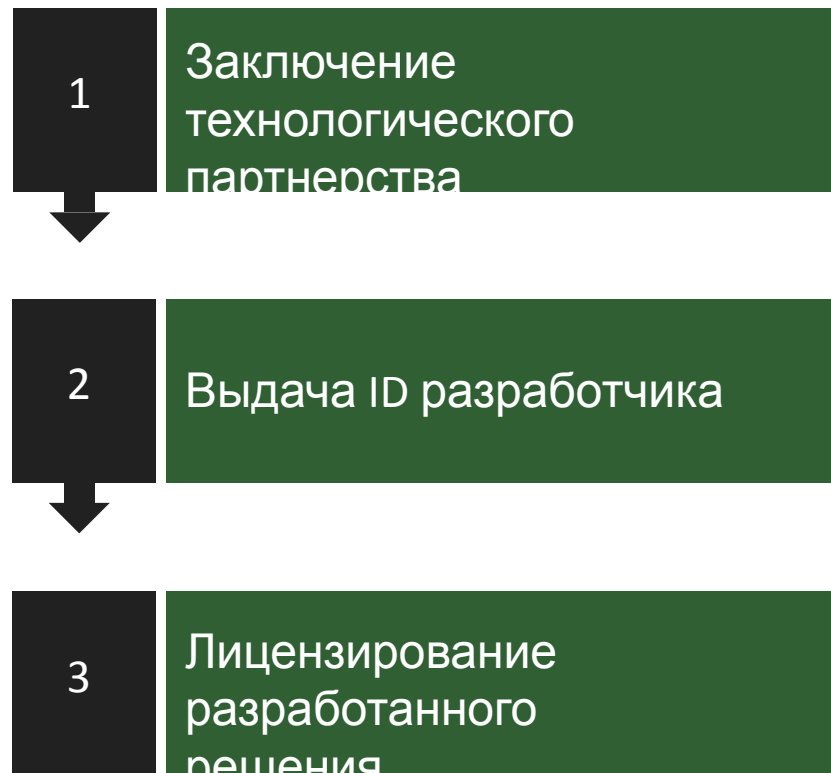 1
Заключение
технологического
партнерства
2
Выдача ID разработчика
3
Лицензирование
разработанного
решения